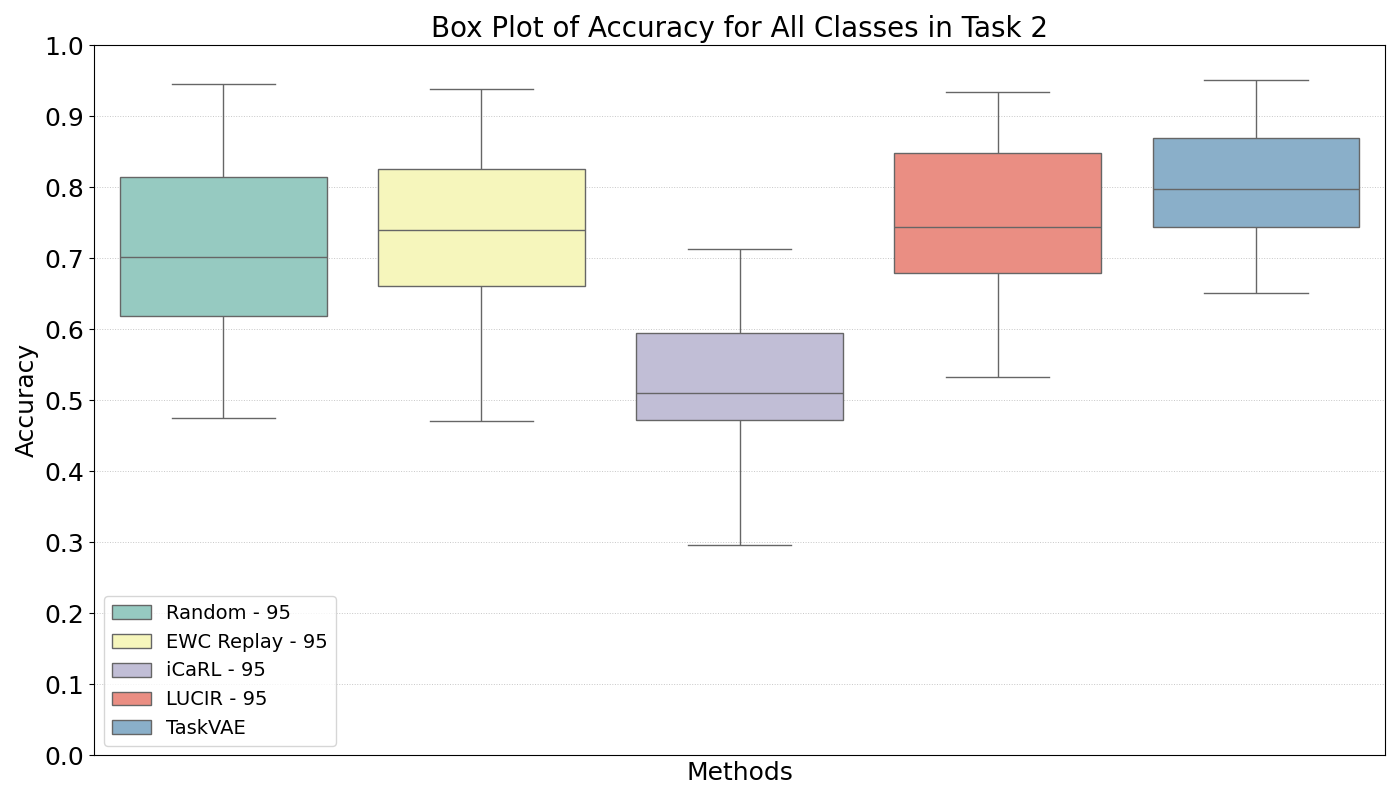 Box Plot of Accuracy for All Classes in Task 2
1.0
0.9
0.8
0.7
0.6
0.5
0.4
0.3
0.2
0.1
0.0
Accuracy
Random - 95
EWC Replay - 95
iCaRL - 95
LUCIR - 95
TaskVAE
Methods